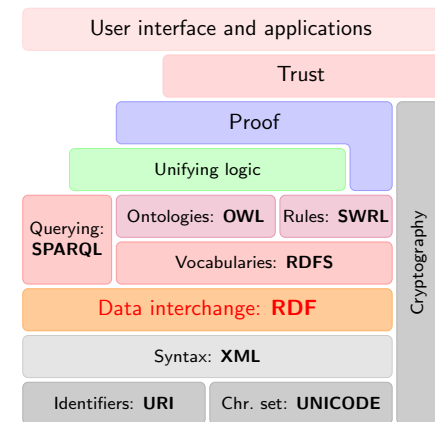 User interface and applications
Trust
Proof
Unifying logic
Querying:
SPARQL
Ontologies: OWL
Rules: SWRL
Vocabularies: RDFS
Data interchange: RDF
Syntax: XML
Identifiers: URI
Chr. set: UNICODE
Cryptography